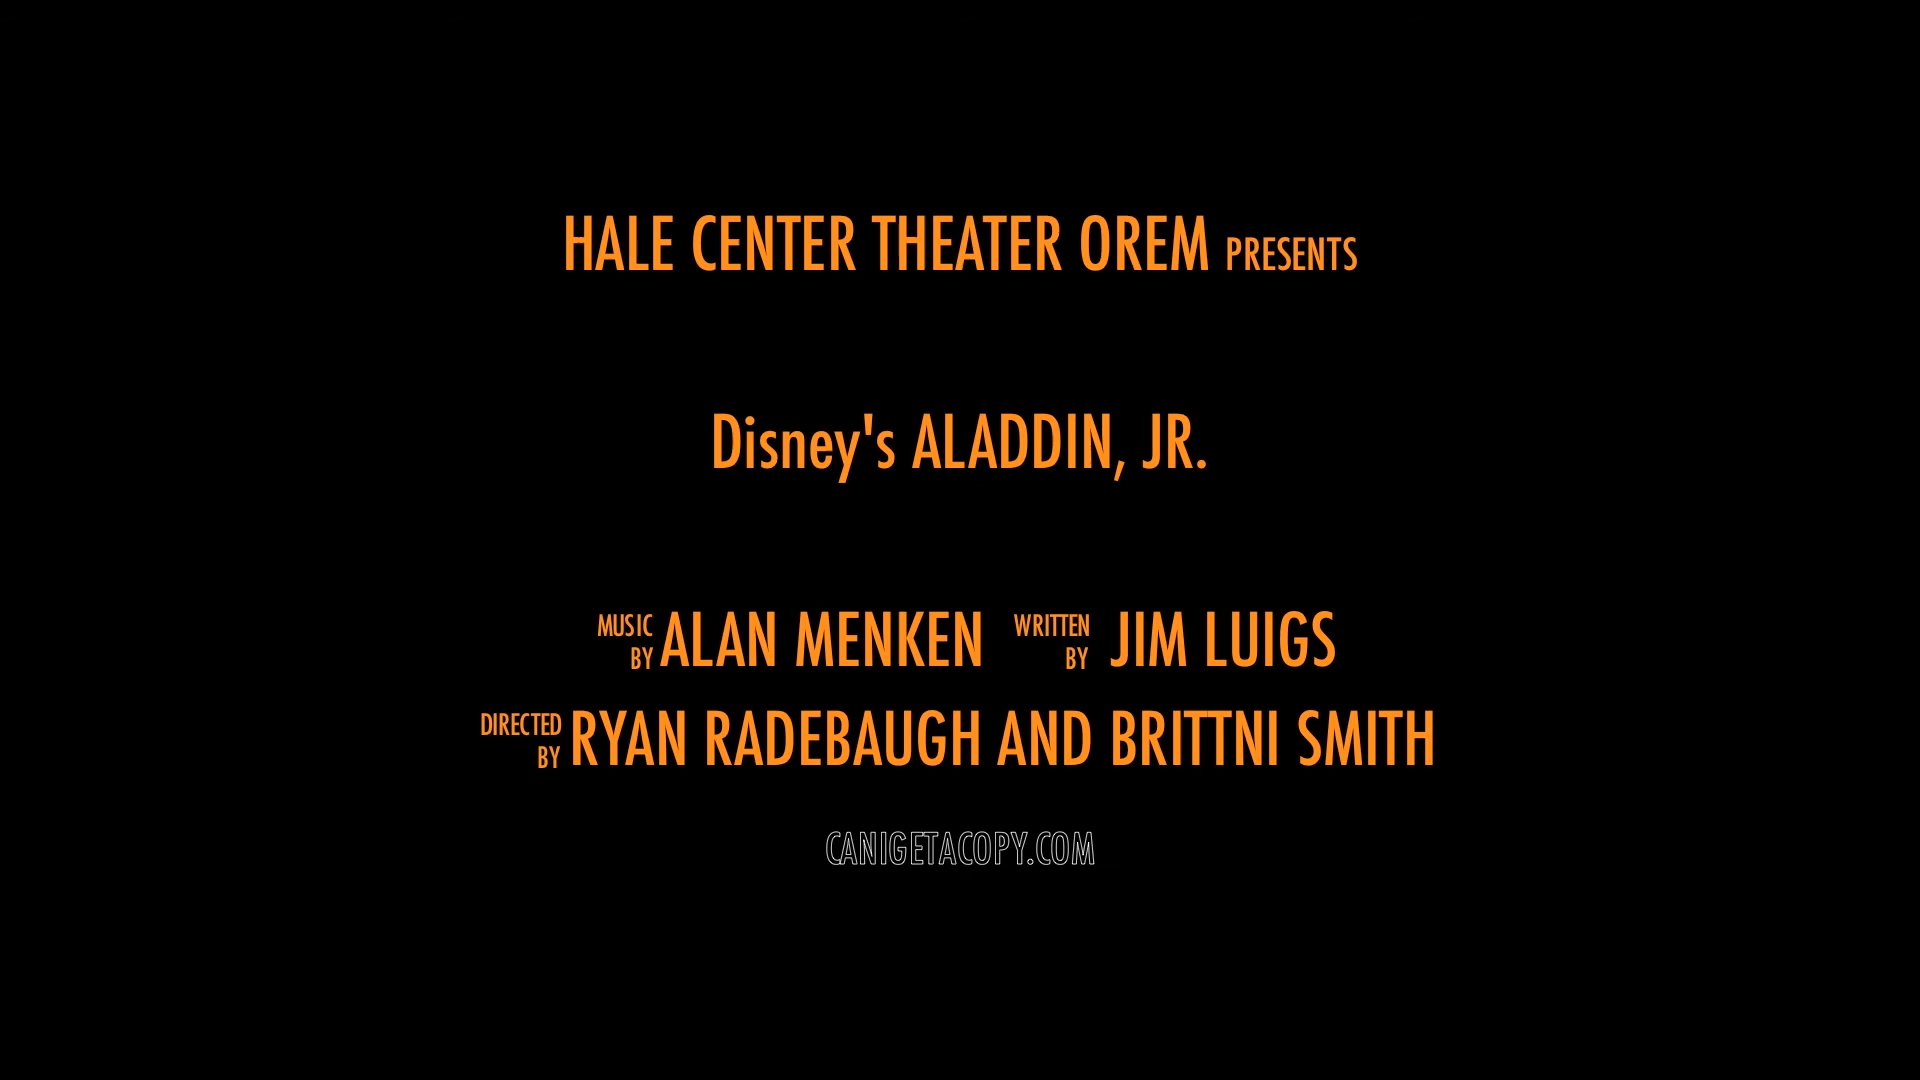 HALE CENTER THEATER OREM PRESENTS
Disney's ALADDIN, JR.
MUSIC BY ALAN MENKEN WRITTEN BY JIM LUIGS
DIRECTED BY RYAN RADEBAUGH AND BRITTNI SMITH
CANIGETACOPY.COM